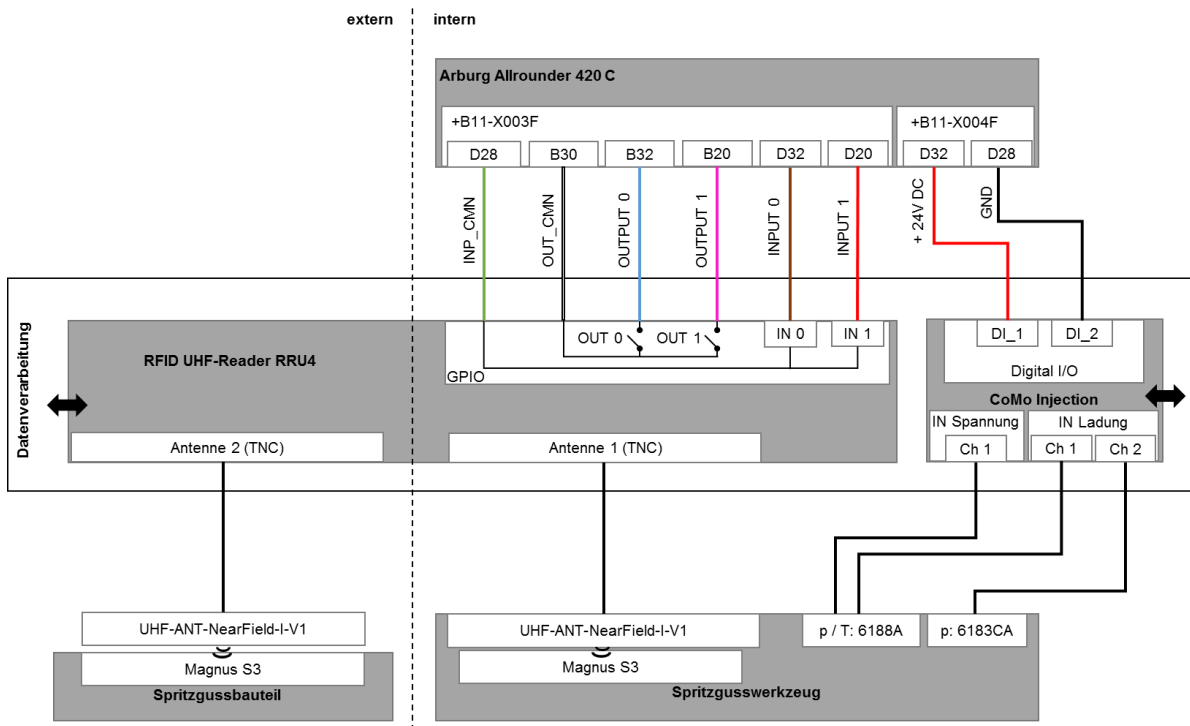 extern
intern
Arburg Allrounder 420 C
+B11-X003F
+B11-X004F
D28
B30
B32
B20
D32
D20
D32
D28
INP_CMN
OUT_CMN
OUTPUT 0
OUTPUT 1
INPUT 0
INPUT 1
+ 24V DC
GND
Datenverarbeitung
RFID UHF-Reader RRU4
OUT 0
OUT 1
IN 0
IN 1
GPIO
DI_1
DI_2
Digital I/O
CoMo Injection
IN Spannung
IN Ladung
Ch 1
Ch 1
Ch 2
Antenne 2 (TNC)
Antenne 1 (TNC)
UHF-ANT-NearField-I-V1
Magnus S3
Spritzgussbauteil
UHF-ANT-NearField-I-V1
Magnus S3
p / T: 6188A
p: 6183CA
Spritzgusswerkzeug